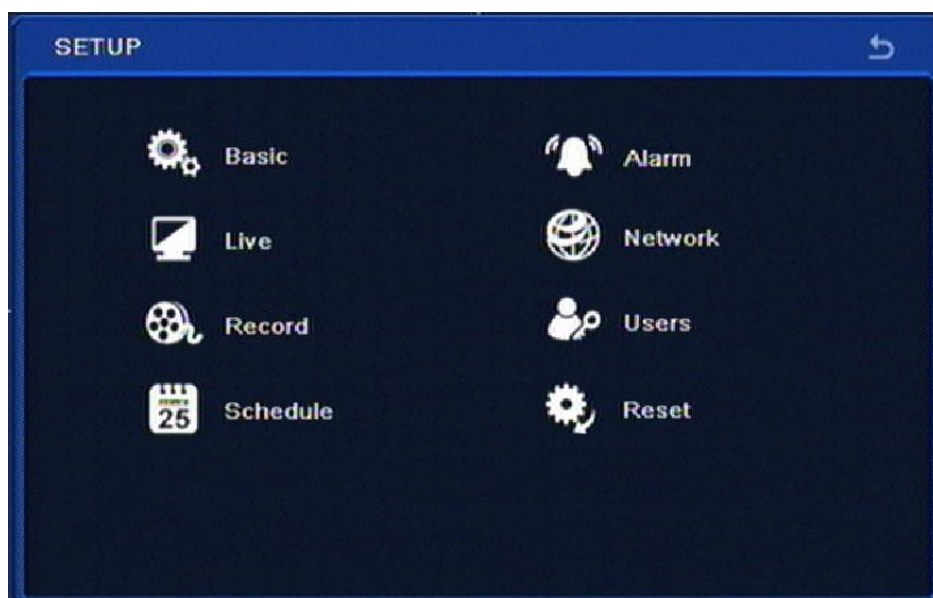 SETUP
Basic
Alarm
Live
Network
Record
Users
25
Schedule
Reset